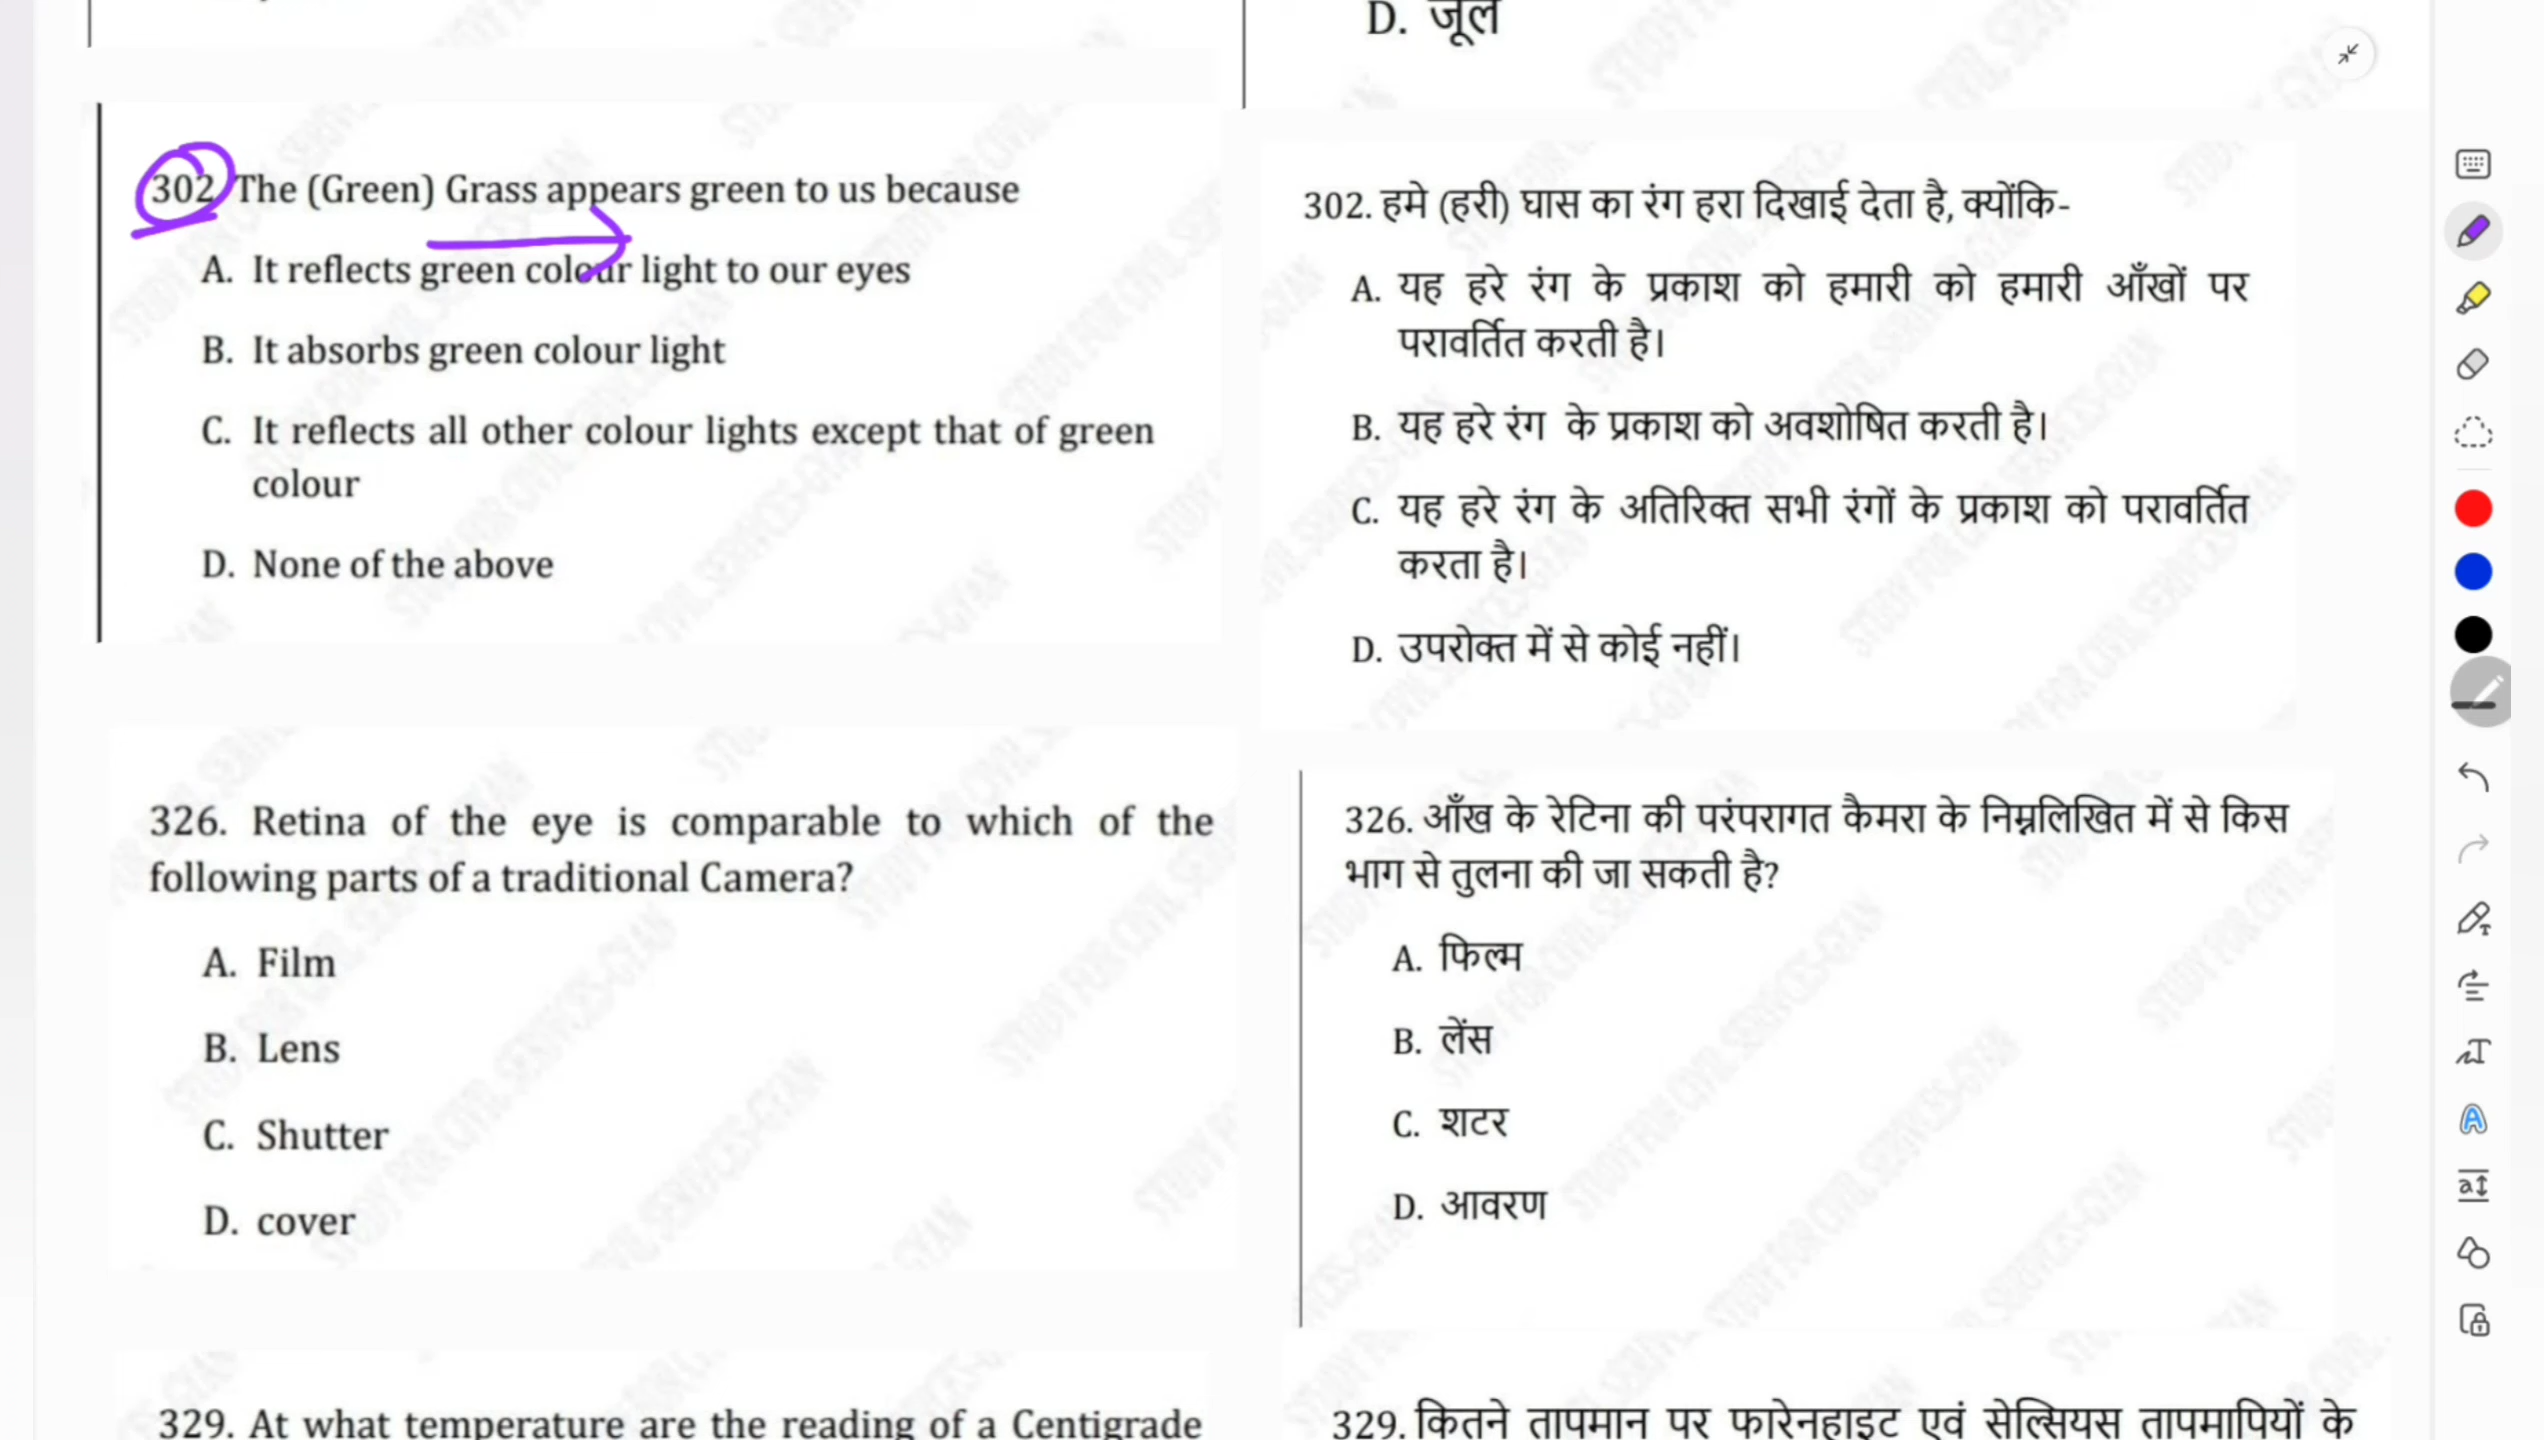 D. जूल
302. The (Green) Grass appears green to us because
A. It reflects green colour light to our eyes
B. It absorbs green colour light
C. It reflects all other colour lights except that of green
colour
D. None of the above
302. हमे (हरी) घास का रंग हरा दिखाई देता है, क्योंकि-
A. यह हरे रंग के प्रकाश को हमारी को हमारी आँखों पर
परावर्तित करती है।
B. यह हरे रंग के प्रकाश को अवशोषित करती है।
C. यह हरे रंग के अतिरिक्त सभी रंगों के प्रकाश को परावर्तित
करता है।
D. उपरोक्त में से कोई नहीं।
326. Retina of the eye is comparable to which of the
following parts of a traditional Camera?
A. Film
B. Lens
C. Shutter
D. cover
326. आँख के रेटिना की परंपरागत कैमरा के निम्नलिखित में से किस
भाग से तुलना की जा सकती है?
A. फिल्म
B. लेंस
C. शटर
D. आवरण
329. At what temperature are the reading of a Centigrade
329. कितने तापमान पर फारेनहाइट एवं सेल्सियस तापमापियों के
STUDY FOR CIVIL SERVICES-GYAN